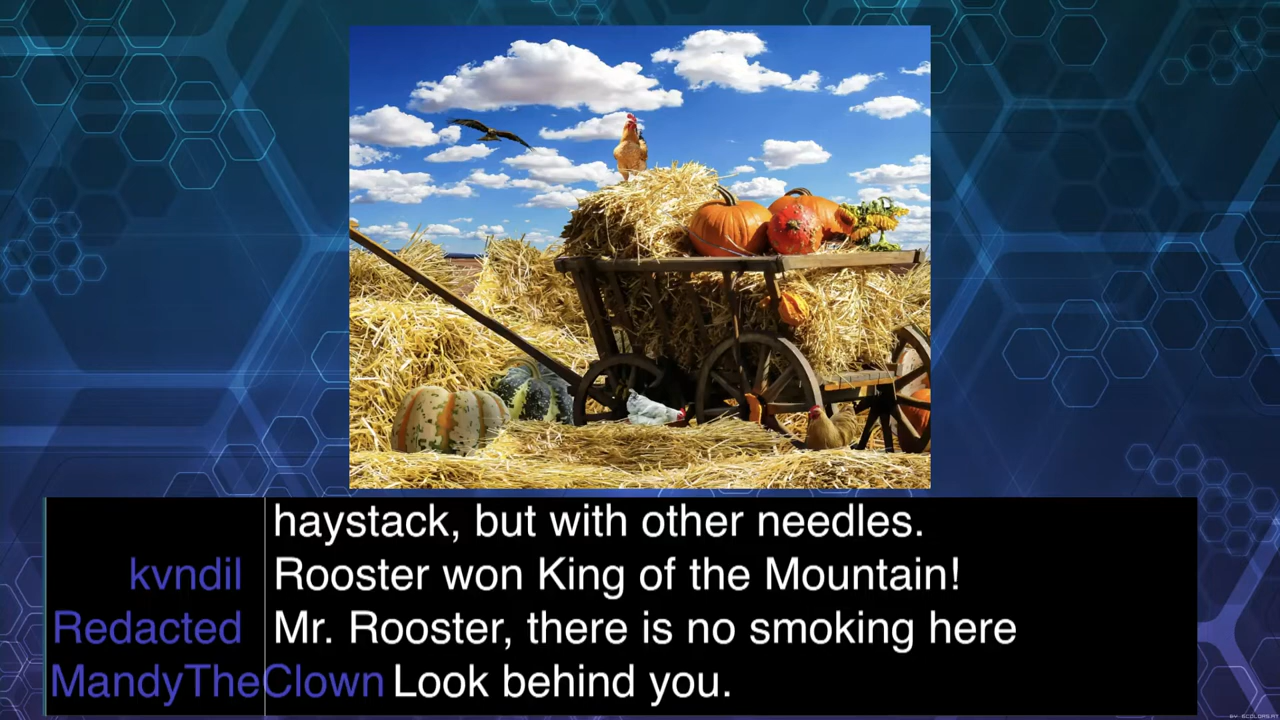 haystack, but with other needles.
kvndil Rooster won King of the Mountain!
Redacted Mr. Rooster, there is no smoking here
MandyTheClown Look behind you.